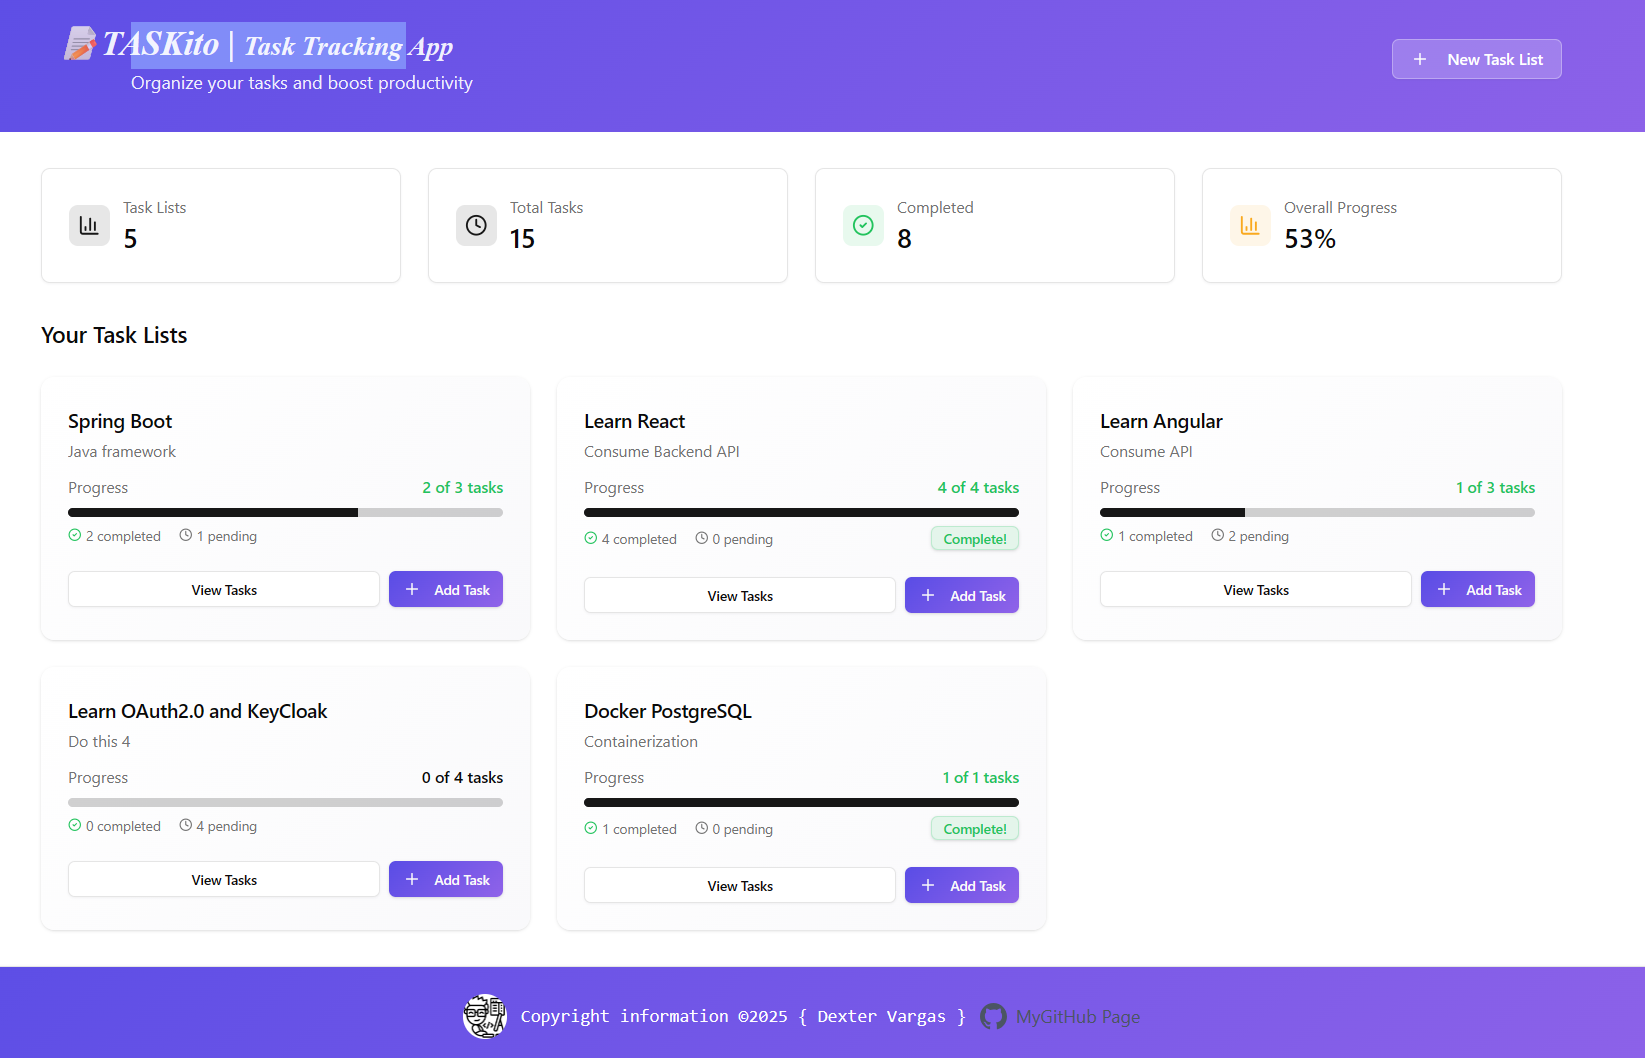 TASKito | Task Tracking App
Organize your tasks and boost productivity
New Task List
Task Lists
5
Total Tasks
15
Completed
8
Overall Progress
53%
Your Task Lists
Spring Boot
Java framework
Progress 2 of 3 tasks
2 completed 1 pending
View Tasks Add Task
Learn React
Consume Backend API
Progress 4 of 4 tasks
4 completed 0 pending Complete!
View Tasks Add Task
Learn Angular
Consume API
Progress 1 of 3 tasks
1 completed 2 pending
View Tasks Add Task
Learn OAuth2.0 and KeyCloak
Do this 4
Progress 0 of 4 tasks
0 completed 4 pending
View Tasks Add Task
Docker PostgreSQL
Containerization
Progress 1 of 1 tasks
1 completed 0 pending Complete!
View Tasks Add Task
Copyright information ©2025 { Dexter Vargas } MyGitHub Page